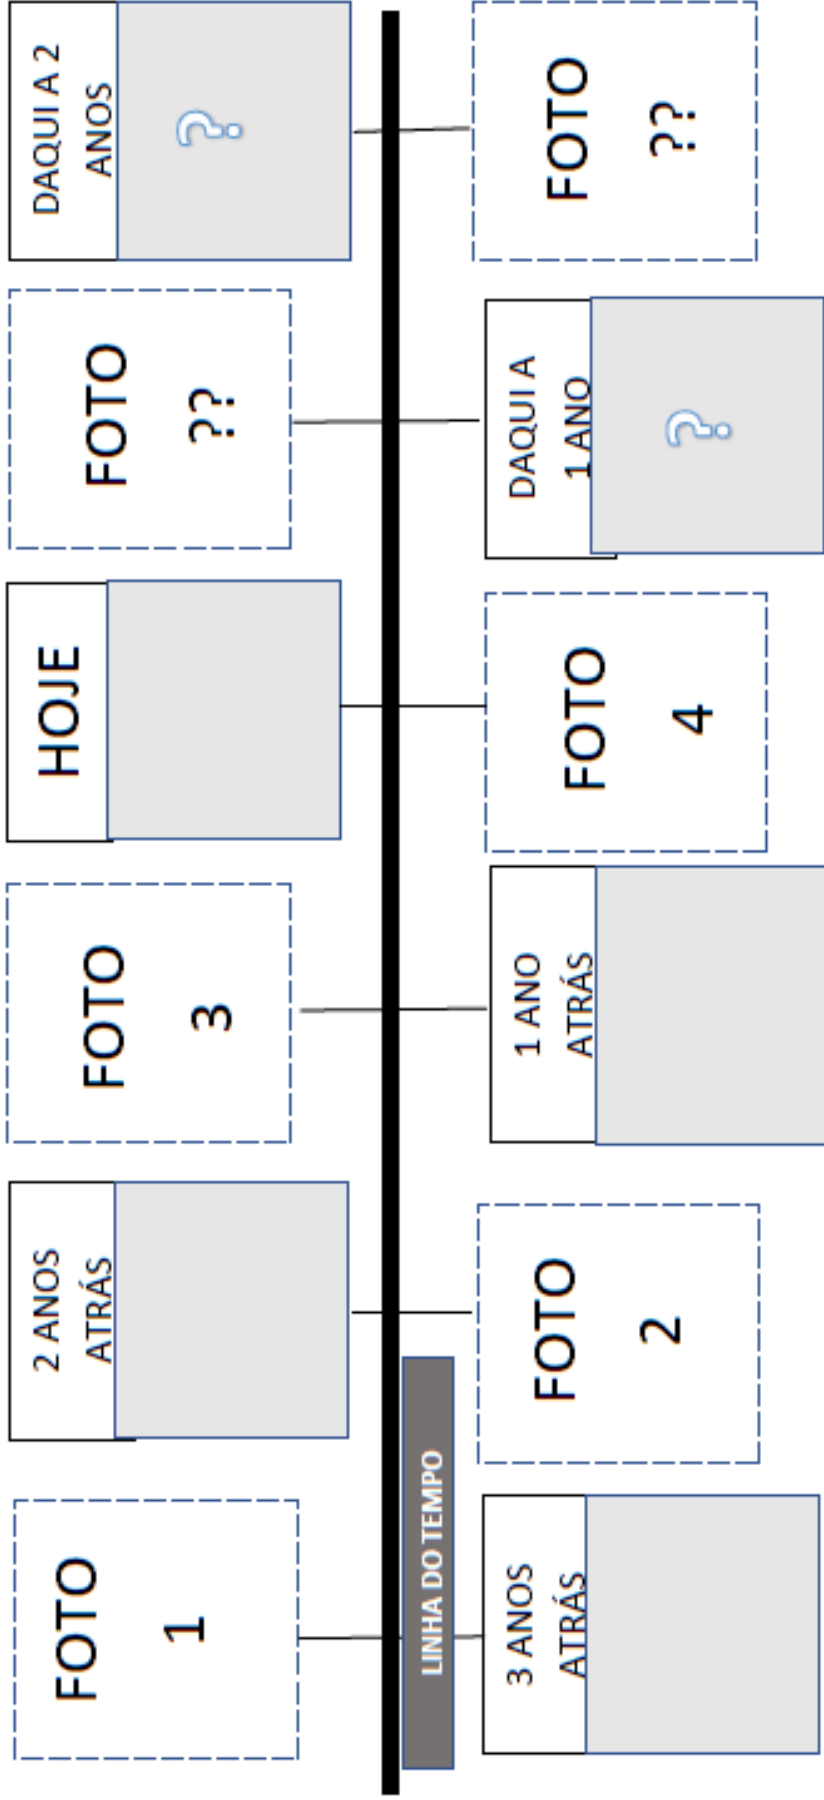 FOTO
1
2 ANOS
ATRÁS
FOTO
3
HOJE
FOTO
??
DAQUI A 2
ANOS
?
LINHA DO TEMPO
3 ANOS
ATRÁS
FOTO
2
1 ANO
ATRÁS
FOTO
4
DAQUI A
1 ANO
?
FOTO
??